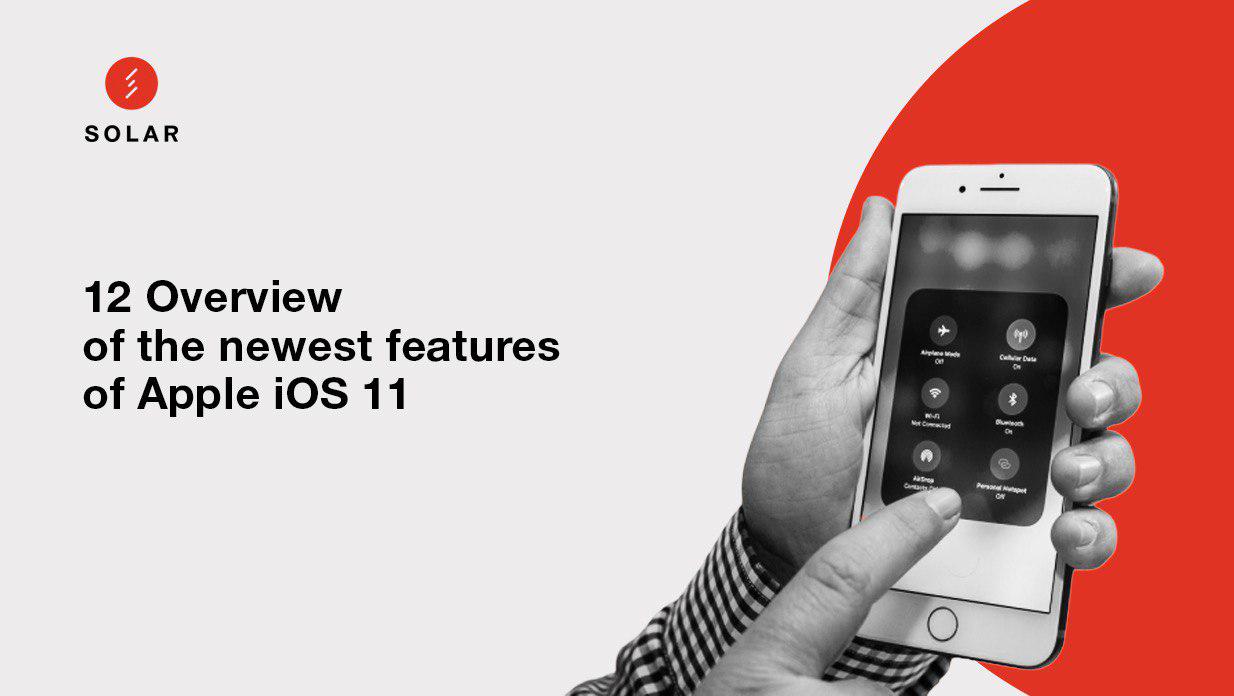 SOLAR
12 Overview
of the newest features
of Apple iOS 11
Airplane Mode
Off
Cellular Data
On
Wi-Fi
Not Connected
Bluetooth
On
AirDrop
Contacts
Personal Hotspot
Off